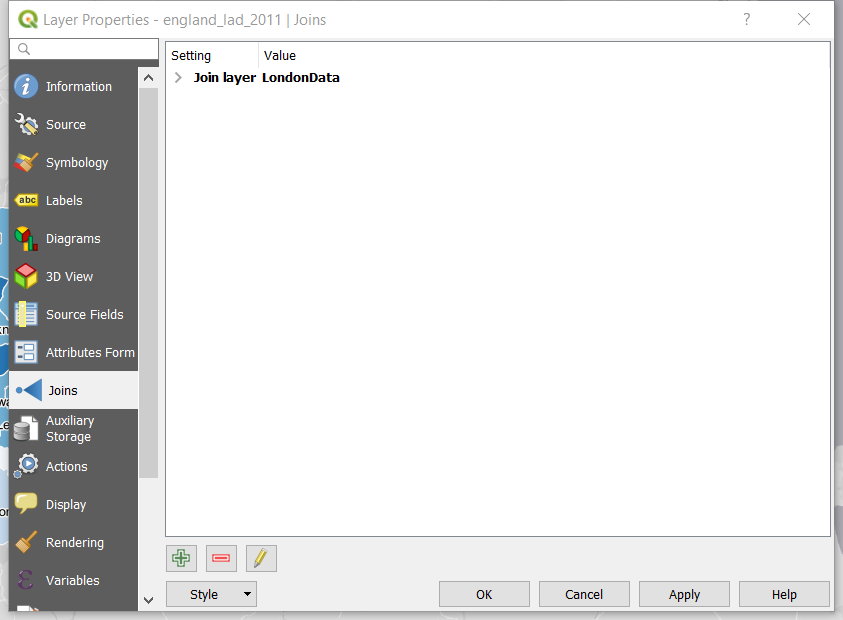 Layer Properties - england_lad_2011 | Joins
?
Setting Value
Join layer LondonData
Information
Source
Symbology
abc Labels
Diagrams
3D View
Source Fields
Attributes Form
Joins
Auxiliary
Storage
Actions
Display
Rendering
Variables
Style
OK Cancel Apply Help